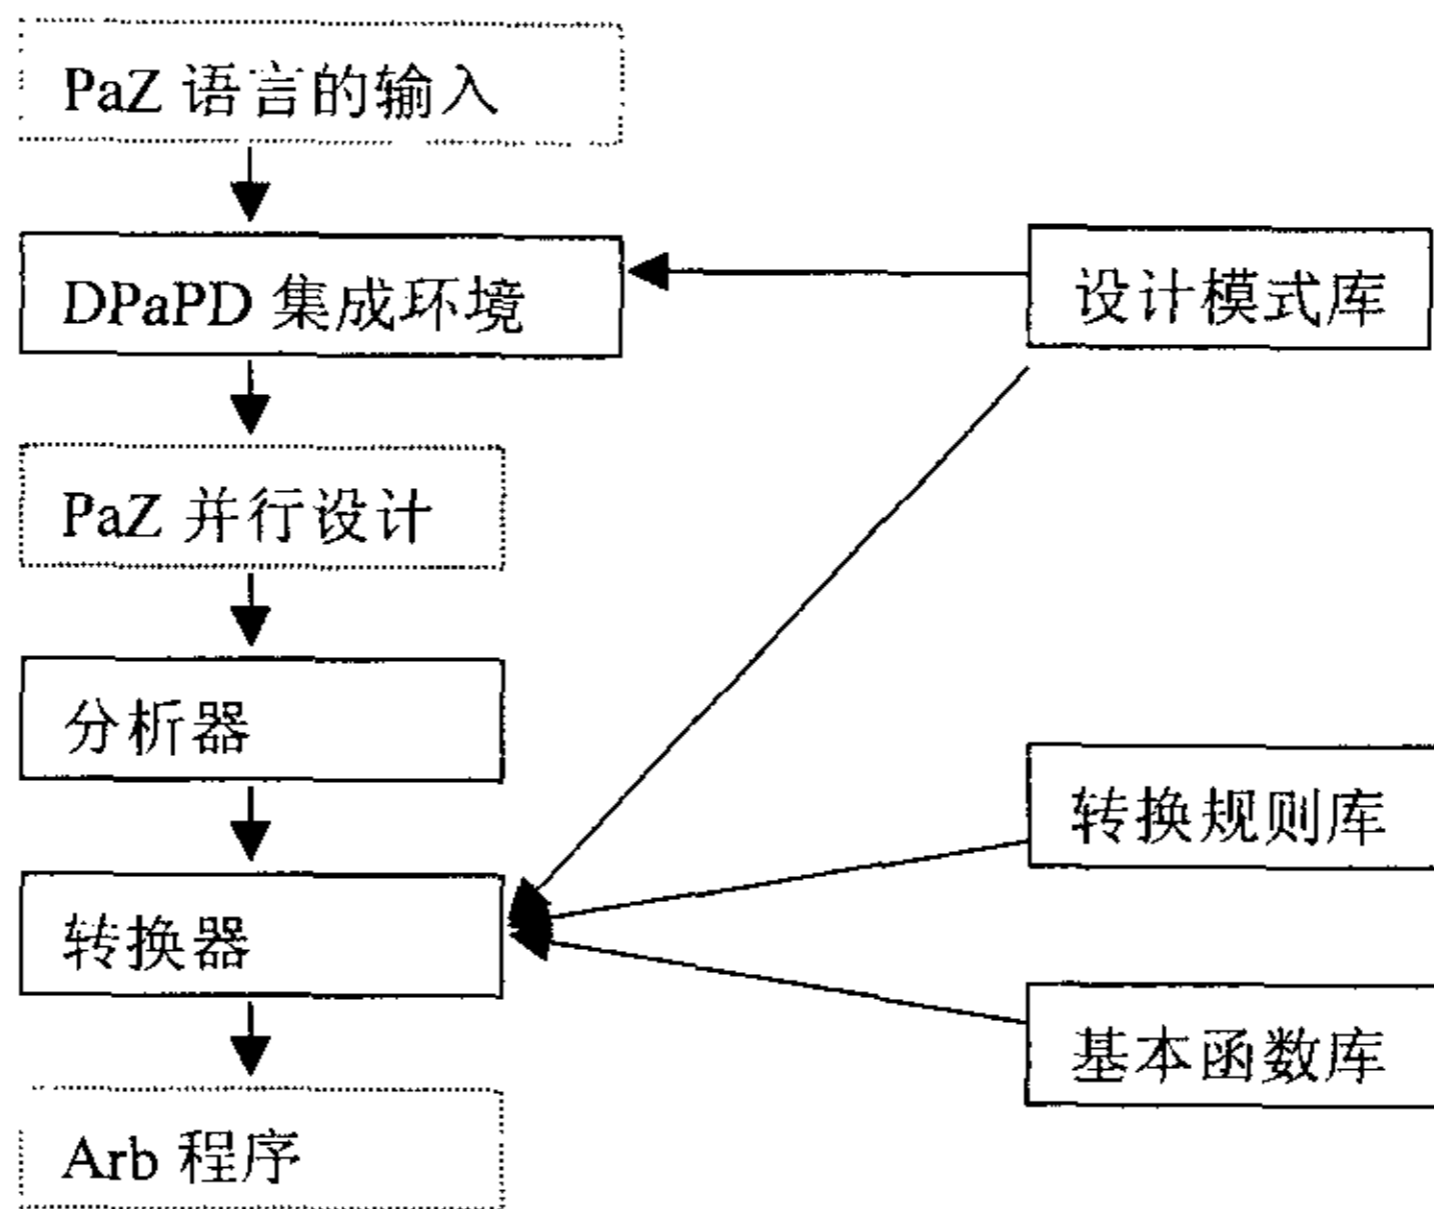 PaZ 语言的输入
DPaPD 集成环境
设计模式库
PaZ 并行设计
分析器
转换规则库
转换器
基本函数库
Arb 程序